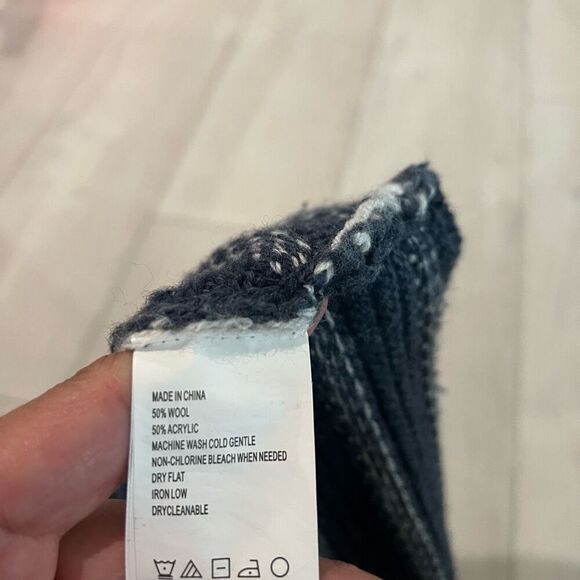 MADE IN CHINA
50% WOOL
50% ACRYLIC
MACHINE WASH COLD GENTLE
NON-CHLORINE BLEACH WHEN NEEDED
DRY FLAT
IRON LOW
DRYCLEANABLE